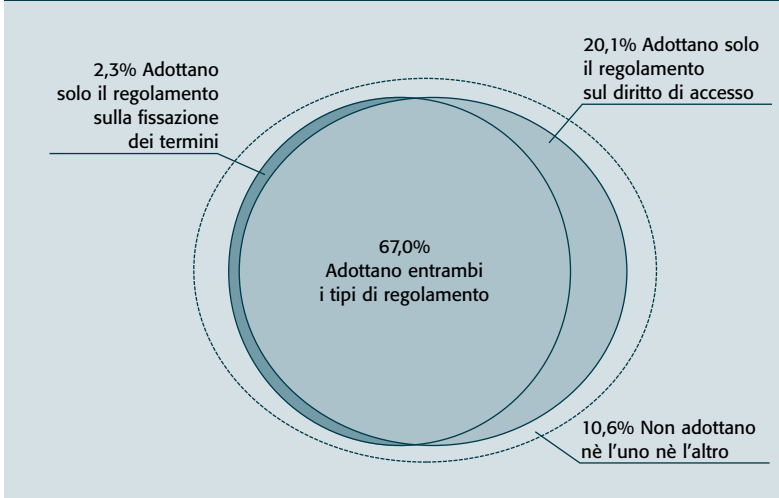 20,1% Adottano solo
il regolamento
sul diritto di accesso
2,3% Adottano
solo il regolamento
sulla fissazione
dei termini
67,0%
Adottano entrambi
i tipi di regolamento
10,6% Non adottano
nè l'uno nè l'altro